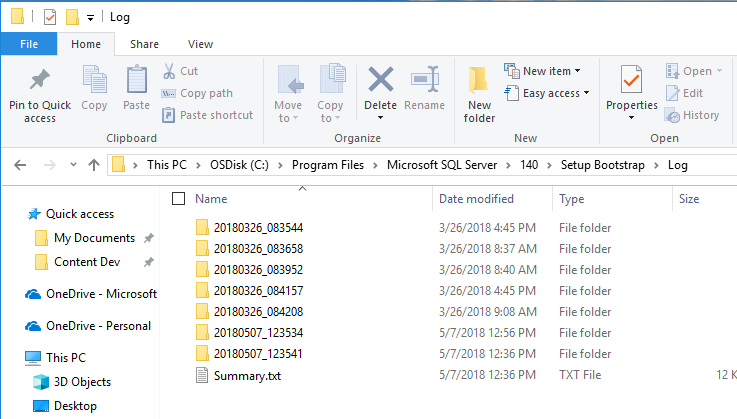 Log
File Home Share View
Pin to Quick access
Copy
Paste
Cut
Copy path
Paste shortcut
Clipboard
Move to
Copy to
Delete
Rename
Organize
New folder
New item
Easy access
New
Properties
Open
Edit
History
Open
This PC > OSDisk (C:) > Program Files > Microsoft SQL Server > 140 > Setup Bootstrap > Log
Quick access
My Documents
Content Dev
OneDrive - Microsoft
OneDrive - Personal
This PC
3D Objects
Desktop
Name Date modified Type Size
20180326_083544 3/26/2018 4:45 PM File folder
20180326_083658 3/26/2018 8:37 AM File folder
20180326_083952 3/26/2018 8:40 AM File folder
20180326_084157 3/26/2018 4:45 PM File folder
20180326_084208 3/26/2018 9:08 AM File folder
20180507_123534 5/7/2018 12:56 PM File folder
20180507_123541 5/7/2018 12:36 PM File folder
Summary.txt 5/7/2018 12:36 PM TXT File 12 K